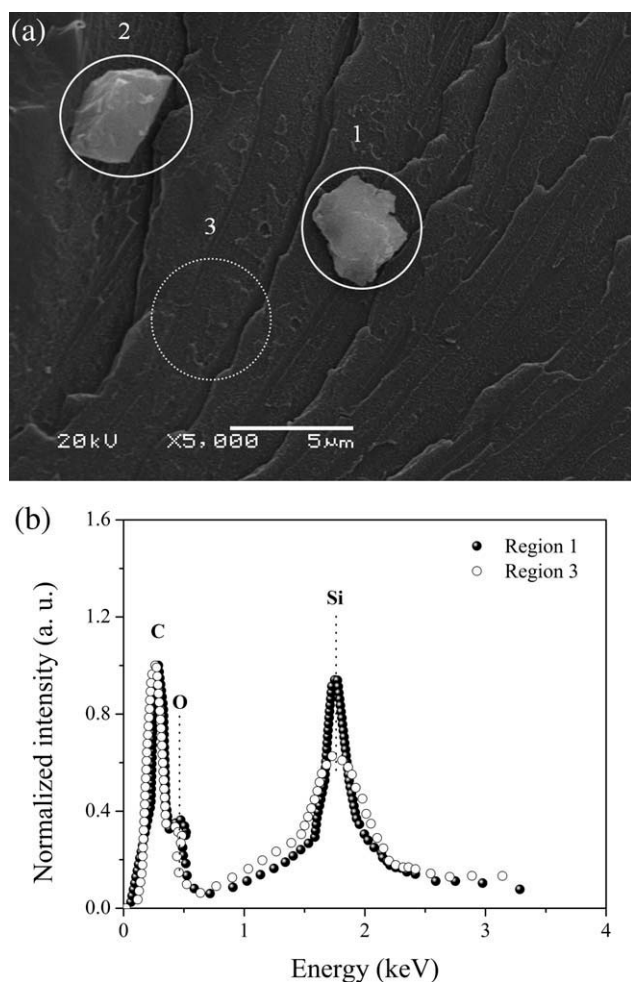 (a)
2
1
3
20kV X5,000 5μm
(b)
1.6
1.2
0.8
0.4
0.0
Normalized intensity (a. u.)
C
O
Si
Region 1
Region 3
0 1 2 3 4
Energy (keV)